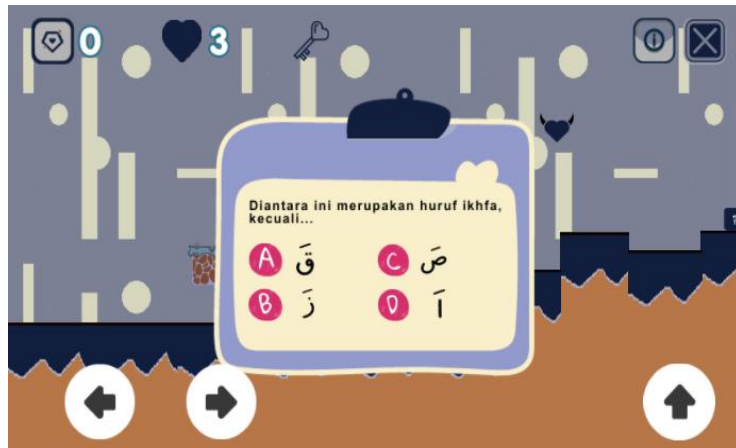 0
3
Diantara ini merupakan huruf ikhfa,
kecuali...
A قَ
C صَ
B زَ
D اَ